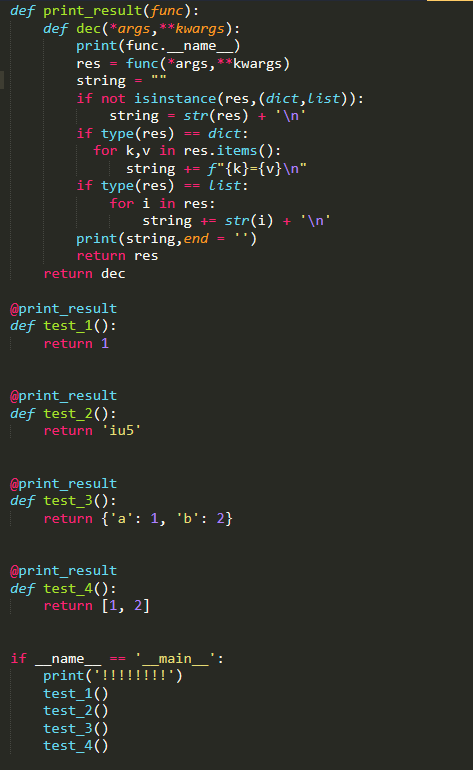 def print_result(func):
    def dec(*args,**kwargs):
        print(func.__name__)
        res = func(*args,**kwargs)
        string = ""
        if not isinstance(res,(dict,list)):
            string = str(res) + '\n'
        if type(res) == dict:
          for k,v in res.items():
              string += f"{k}={v}\n"
        if type(res) == list:
            for i in res:
                string += str(i) + '\n'
        print(string,end = '')
        return res
    return dec

@print_result
def test_1():
    return 1


@print_result
def test_2():
    return 'iu5'


@print_result
def test_3():
    return {'a': 1, 'b': 2}


@print_result
def test_4():
    return [1, 2]


if __name__ == '__main__':
    print('!!!!!!!!')
    test_1()
    test_2()
    test_3()
    test_4()